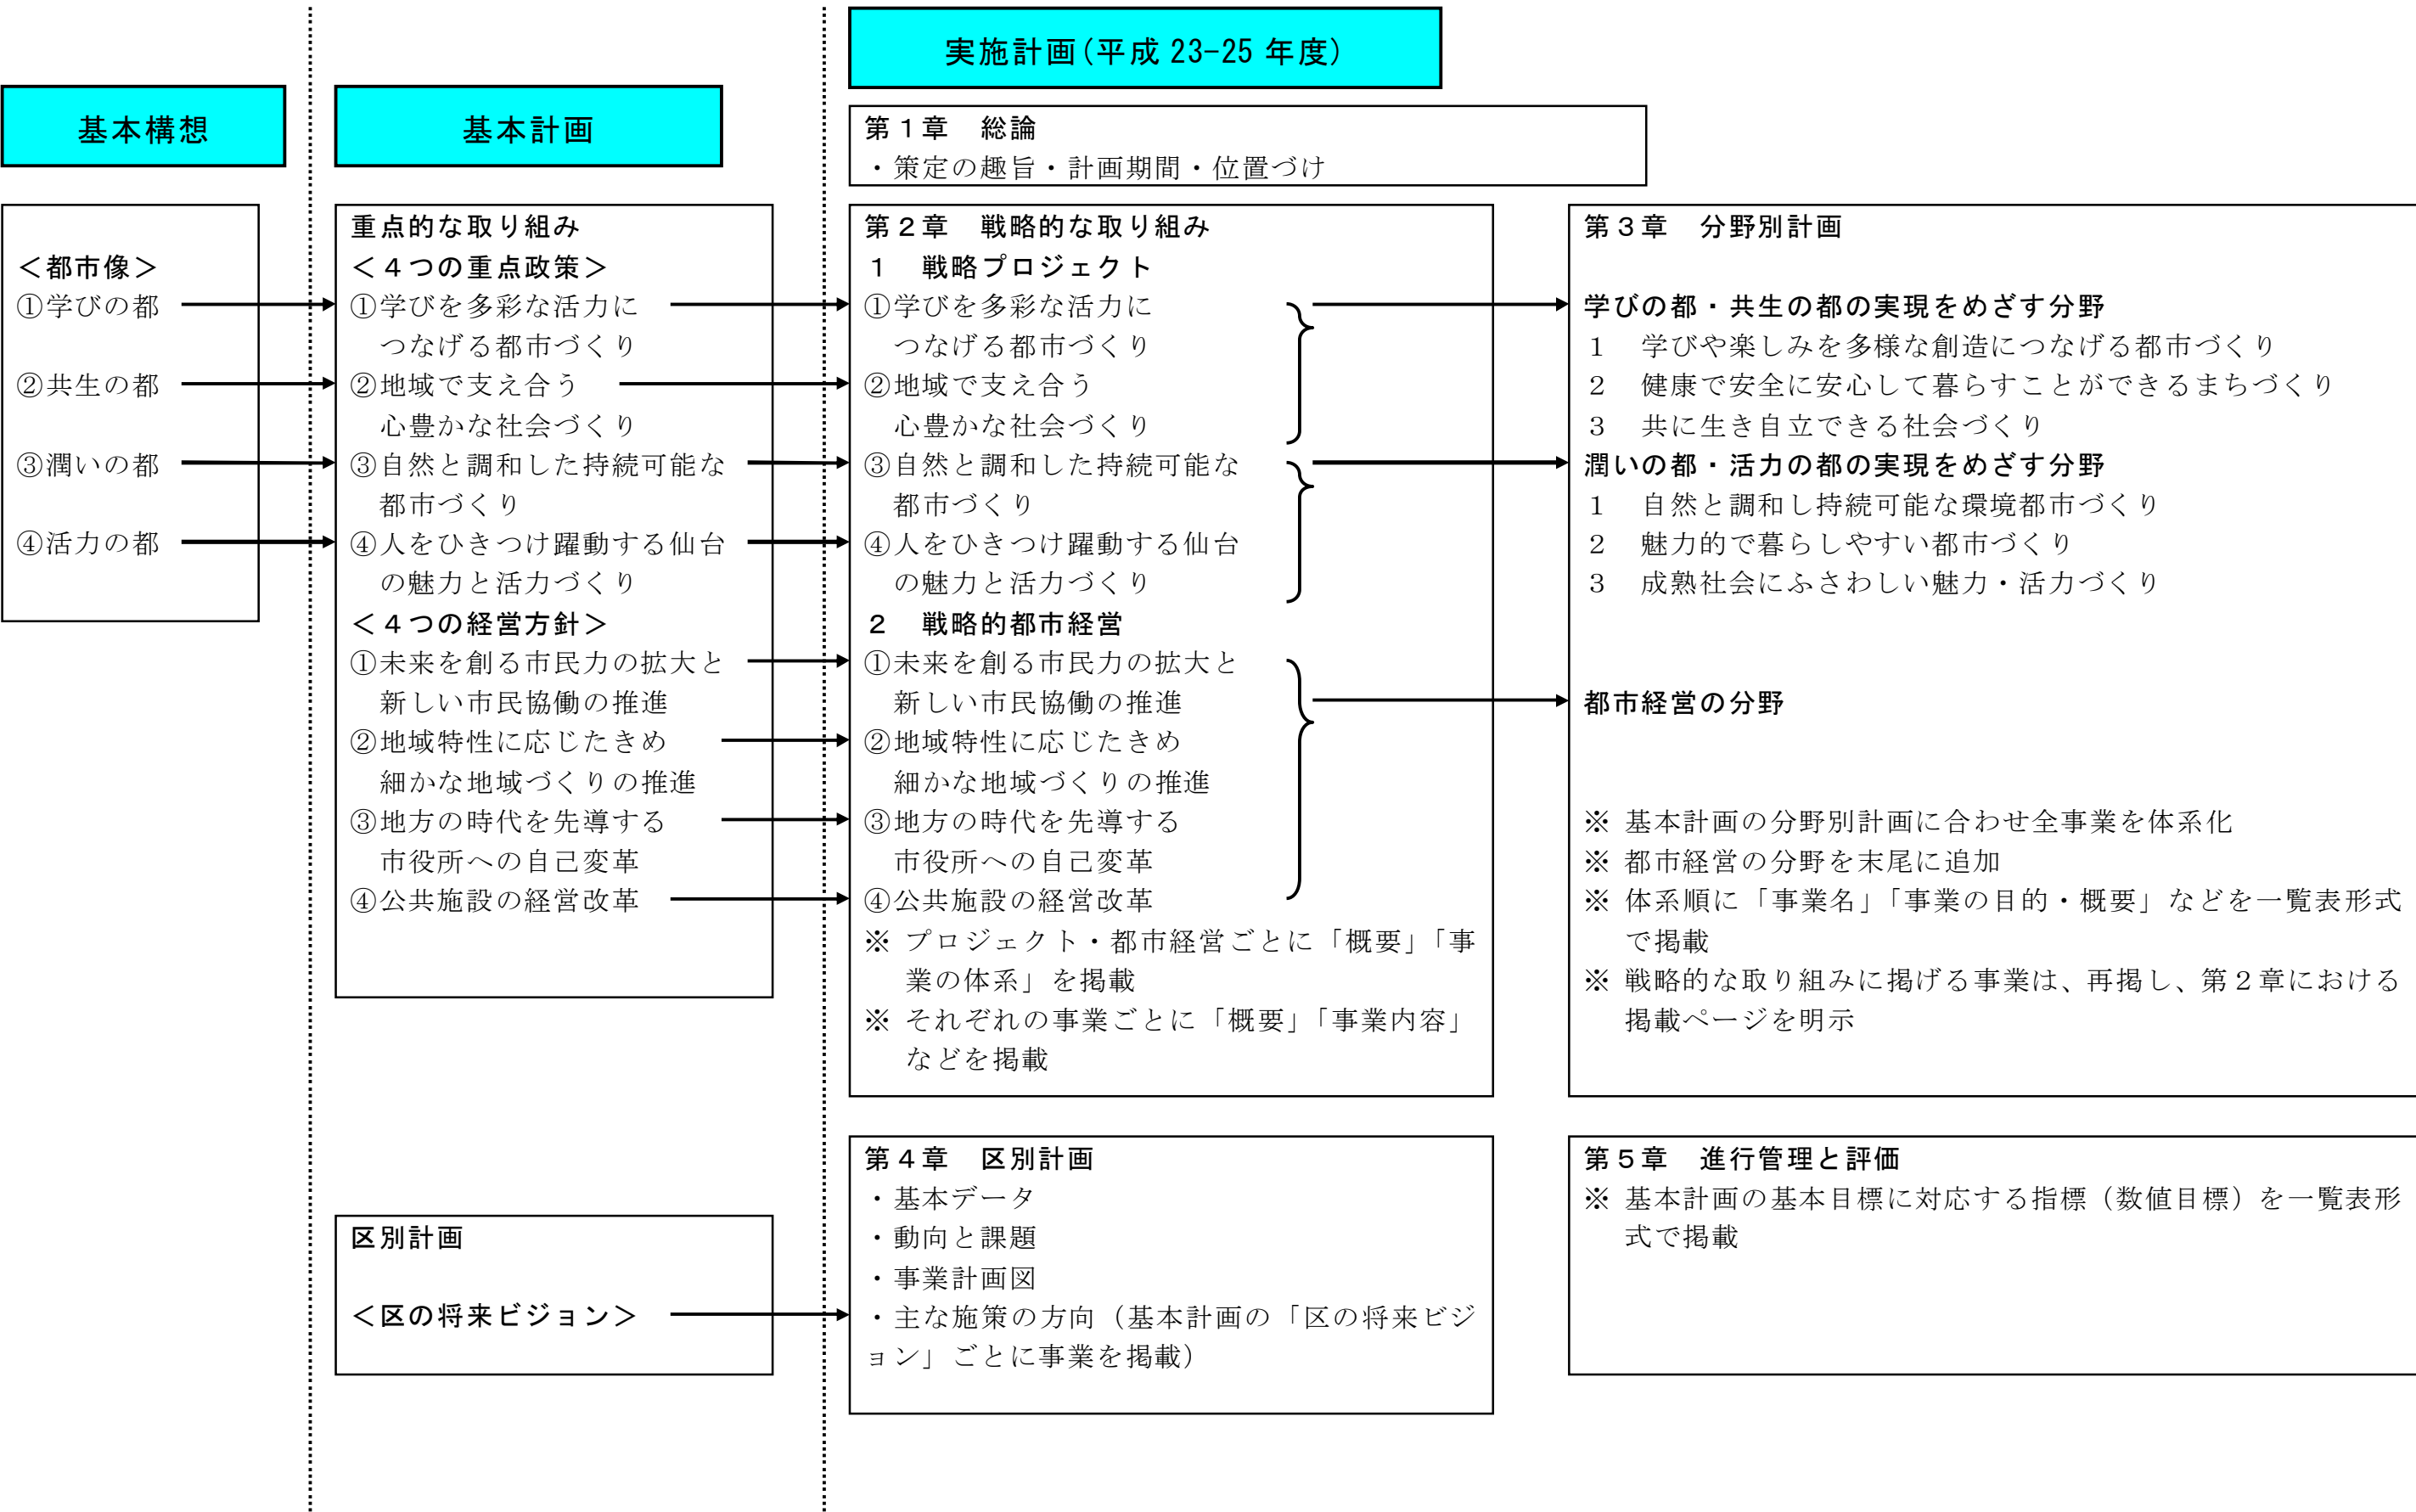 実施計画(平成 23-25 年度)
基本構想
基本計画
第1章　総論
・策定の趣旨・計画期間・位置づけ
＜都市像＞
①学びの都
②共生の都
③潤いの都
④活力の都
重点的な取り組み
＜４つの重点政策＞
①学びを多彩な活力に
つなげる都市づくり
②地域で支え合う
心豊かな社会づくり
③自然と調和した持続可能な
都市づくり
④人をひきつけ躍動する仙台
の魅力と活力づくり
＜４つの経営方針＞
①未来を創る市民力の拡大と
新しい市民協働の推進
②地域特性に応じたきめ
細かな地域づくりの推進
③地方の時代を先導する
市役所への自己変革
④公共施設の経営改革
第２章　戦略的な取り組み
１　戦略プロジェクト
①学びを多彩な活力に
つなげる都市づくり
②地域で支え合う
心豊かな社会づくり
③自然と調和した持続可能な
都市づくり
④人をひきつけ躍動する仙台
の魅力と活力づくり
２　戦略的都市経営
①未来を創る市民力の拡大と
新しい市民協働の推進
②地域特性に応じたきめ
細かな地域づくりの推進
③地方の時代を先導する
市役所への自己変革
④公共施設の経営改革
※ プロジェクト・都市経営ごとに「概要」「事
業の体系」を掲載
※ それぞれの事業ごとに「概要」「事業内容」
などを掲載
第３章　分野別計画
学びの都・共生の都の実現をめざす分野
１　学びや楽しみを多様な創造につなげる都市づくり
２　健康で安全に安心して暮らすことができるまちづくり
３　共に生き自立できる社会づくり
潤いの都・活力の都の実現をめざす分野
１　自然と調和し持続可能な環境都市づくり
２　魅力的で暮らしやすい都市づくり
３　成熟社会にふさわしい魅力・活力づくり
都市経営の分野
※ 基本計画の分野別計画に合わせ全事業を体系化
※ 都市経営の分野を末尾に追加
※ 体系順に「事業名」「事業の目的・概要」などを一覧表形式
で掲載
※ 戦略的な取り組みに掲げる事業は、再掲し、第２章における
掲載ページを明示
区別計画
＜区の将来ビジョン＞
第４章　区別計画
・基本データ
・動向と課題
・事業計画図
・主な施策の方向（基本計画の「区の将来ビジ
ョン」ごとに事業を掲載）
第５章　進行管理と評価
※ 基本計画の基本目標に対応する指標（数値目標）を一覧表形
式で掲載